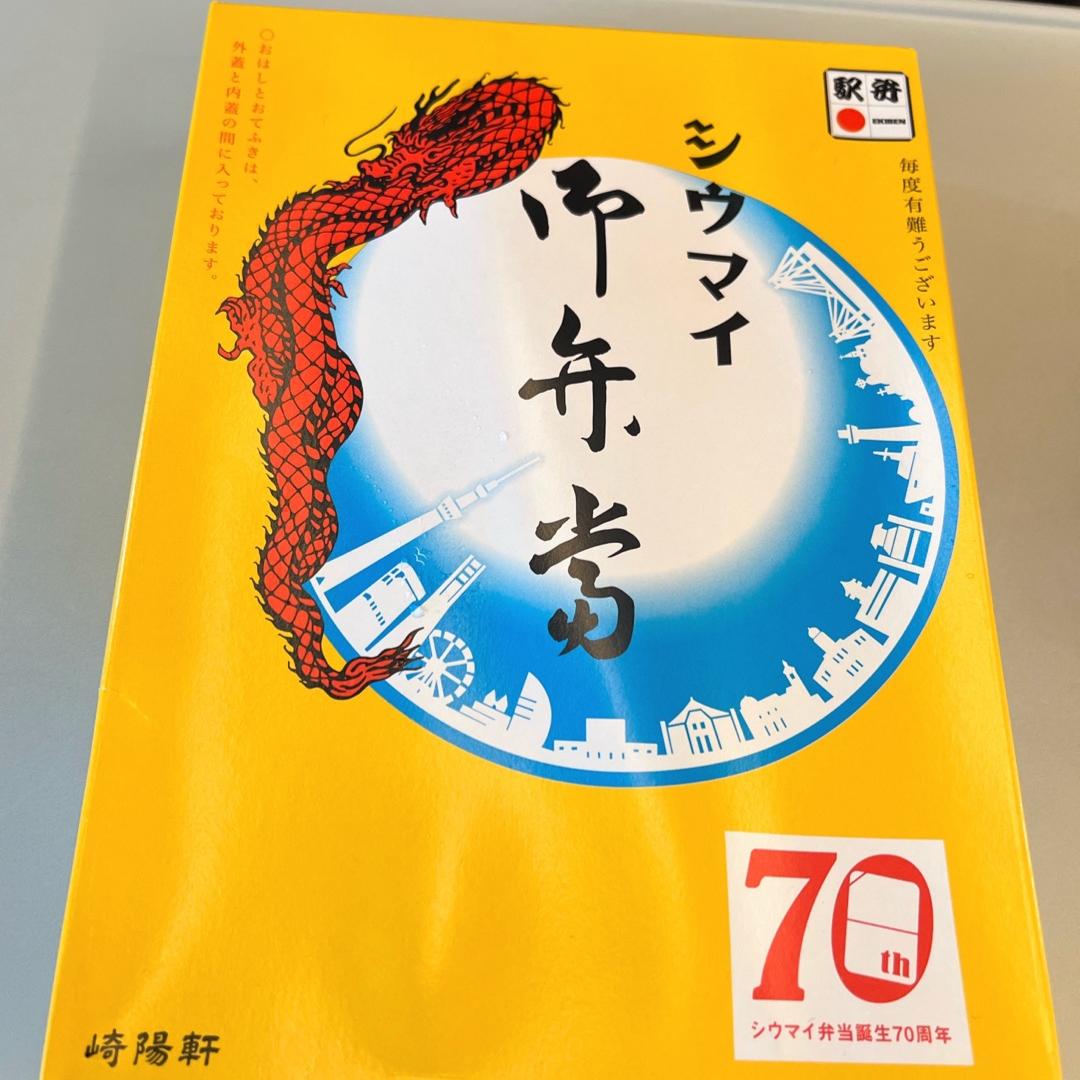 駅弁
EKIBEN
毎度有難うございます
シウマイ
御弁當
○おはしとおてふきは、
外蓋と内蓋の間に入っております。
70th
シウマイ弁当誕生70周年
崎陽軒